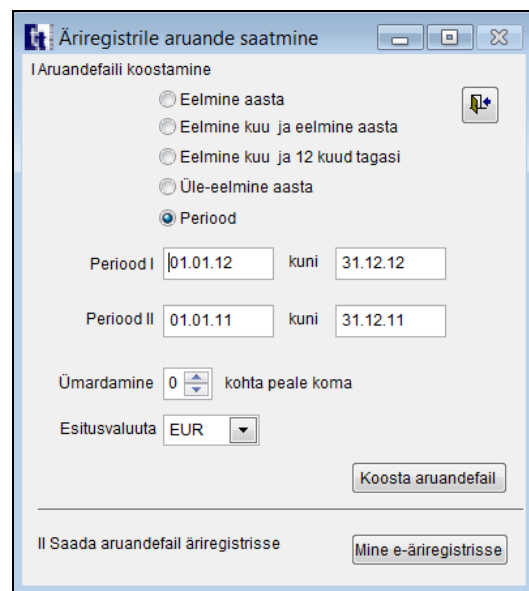 Äriregistrile aruande saatmine
I Aruandefaili koostamine
Eelmine aasta
Eelmine kuu ja eelmine aasta
Eelmine kuu ja 12 kuud tagasi
Üle-eelmine aasta
Periood
Periood I 01.01.12 kuni 31.12.12
Periood II 01.01.11 kuni 31.12.11
Ümardamine 0 kohta peale koma
Esitusvaluuta EUR
Koosta aruandefail
II Saada aruandefail äriregistrisse Mine e-äriregistrisse